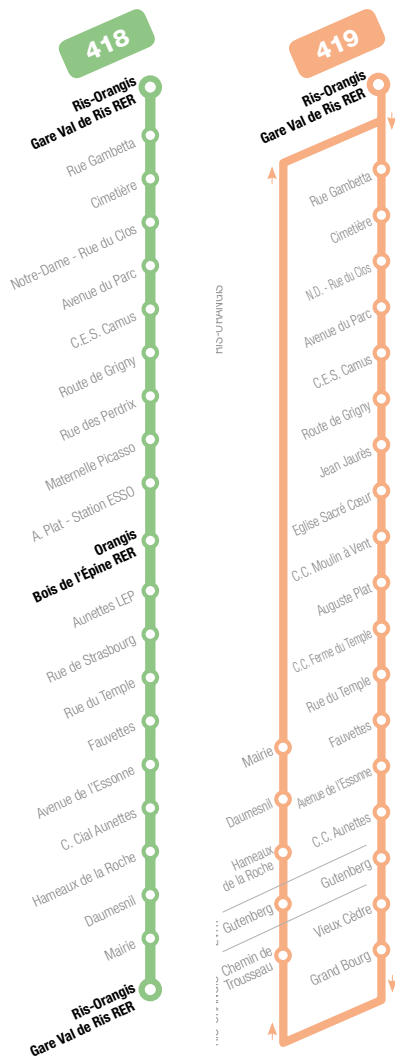 418
Ris-Orangis
Gare Val de Ris RER
Rue Gambetta
Cimetière
Notre-Dame - Rue du Clos
Avenue du Parc
C.E.S. Camus
Route de Grigny
Rue des Perdrix
Maternelle Picasso
A. Plat - Station ESSO
Orangis
Bois de l'Épine RER
Aunettes LEP
Rue de Strasbourg
Rue du Temple
Fauvettes
Avenue de l'Essonne
C. Cial Aunettes
Hameaux de la Roche
Daumesnil
Mairie
Ris-Orangis
Gare Val de Ris RER
419
Ris-Orangis
Gare Val de Ris RER
Rue Gambetta
Cimetière
N.D. - Rue du Clos
Avenue du Parc
C.E.S. Camus
Route de Grigny
Jean Jaurès
Eglise Sacré Cœur
C.C. Moulin à Vent
Auguste Plat
C.C. Ferme du Temple
Rue du Temple
Fauvettes
Avenue de l'Essonne
C.C. Aunettes
Gutenberg
Vieux Cèdre
Grand Bourg
Mairie
Daumesnil
Hameaux
de la Roche
Gutenberg
Chemin de
Trousseau